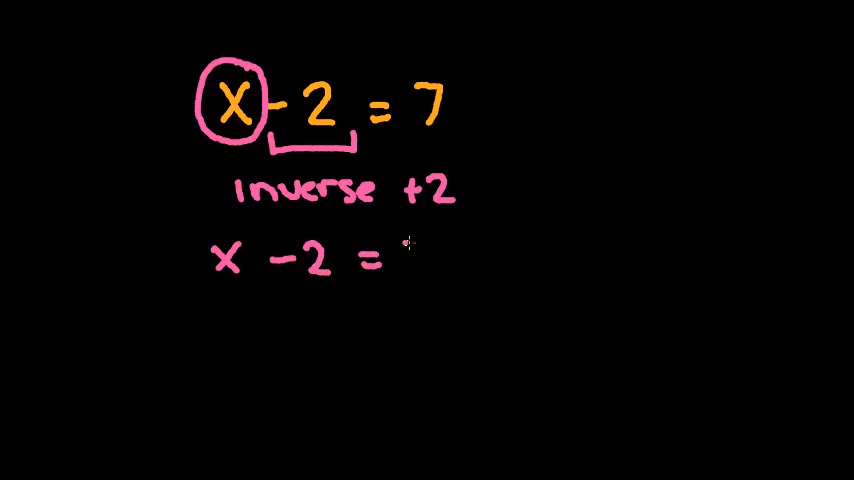 x - 2 = 7
inverse +2
x - 2 =